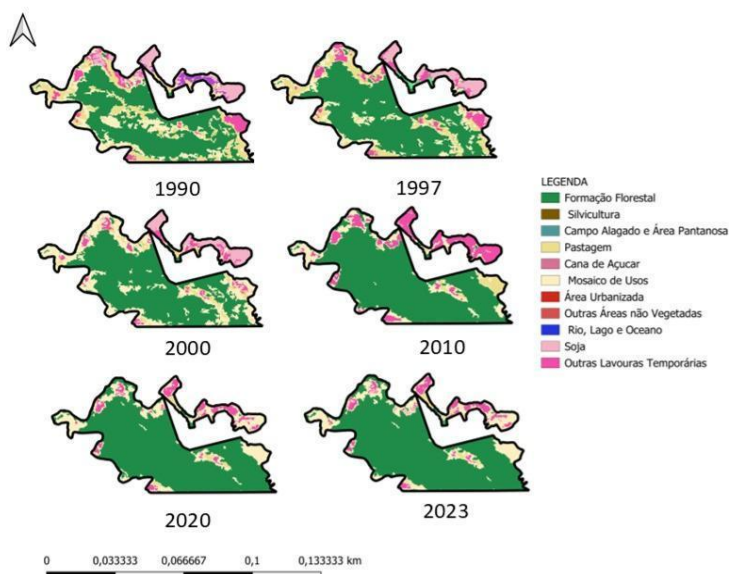 1990
1997
2000
2010
2020
2023
LEGENDA
Formação Florestal
Silvicultura
Campo Alagado e Área Pantanosa
Pastagem
Cana de Açucar
Mosaico de Usos
Área Urbanizada
Outras Áreas não Vegetadas
Rio, Lago e Oceano
Soja
Outras Lavouras Temporárias
0 0,033333 0,066667 0,1 0,133333 km